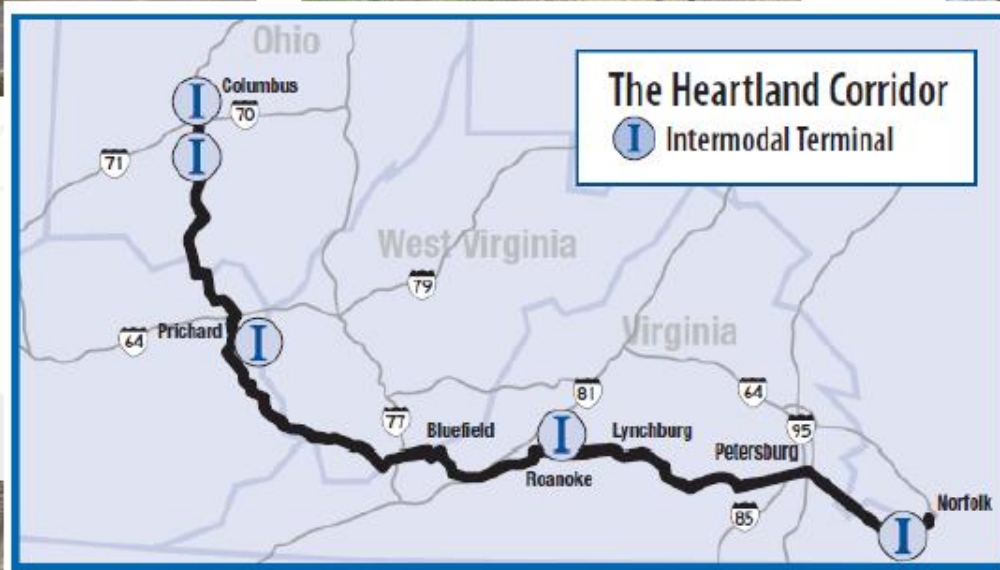 Ohio
The Heartland Corridor
I Intermodal Terminal
I
Columbus
70
71
I
West Virginia
79
Prichard
64
I
Virginia
77
81
64
95
Bluefield
I
Lynchburg
Petersburg
Roanoke
85
Norfolk
I